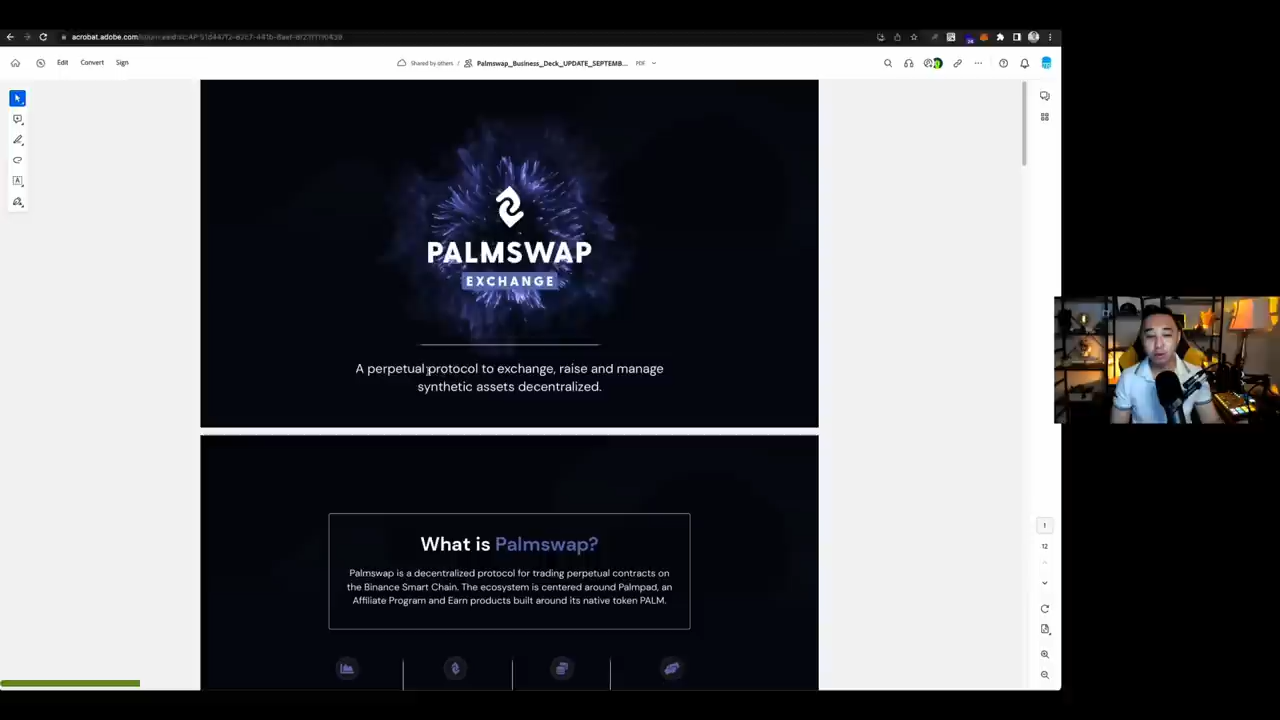 acrobat.adobe.com
Edit Convert Sign
Shared by others / Palmswap_Business_Deck_UPDATE_SEPTEMB... PDF
PALMSWAP
EXCHANGE
A perpetual protocol to exchange, raise and manage
synthetic assets decentralized.
1
12
What is Palmswap?
Palmswap is a decentralized protocol for trading perpetual contracts on
the Binance Smart Chain. The ecosystem is centered around Palmpad, an
Affiliate Program and Earn products built around its native token PALM.